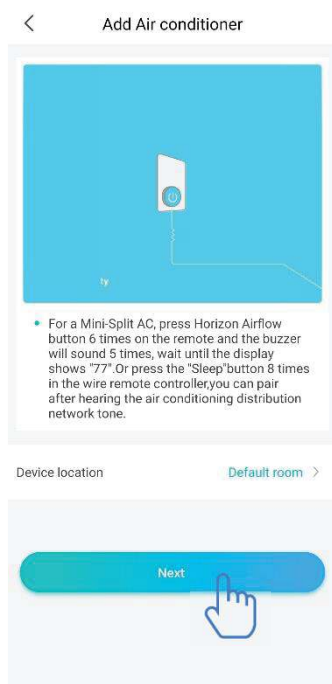 Add Air conditioner
ty
• For a Mini-Split AC, press Horizon Airflow
button 6 times on the remote and the buzzer
will sound 5 times, wait until the display
shows "77".Or press the "Sleep"button 8 times
in the wire remote controller,you can pair
after hearing the air conditioning distribution
network tone.
Device location Default room >
Next